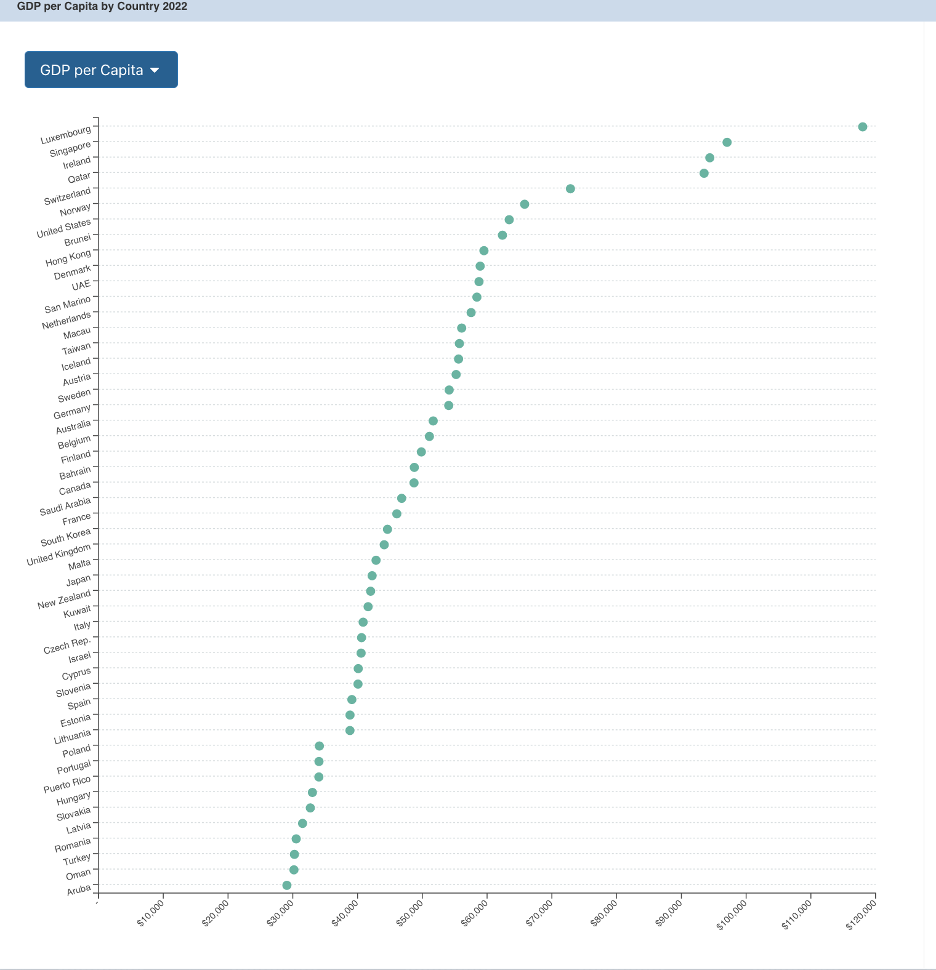 GDP per Capita by Country 2022
GDP per Capita
Luxembourg
Singapore
Ireland
Qatar
Switzerland
Norway
United States
Brunei
Hong Kong
Denmark
UAE
San Marino
Netherlands
Macau
Taiwan
Iceland
Austria
Sweden
Germany
Australia
Belgium
Finland
Bahrain
Canada
Saudi Arabia
France
South Korea
United Kingdom
Malta
Japan
New Zealand
Kuwait
Italy
Czech Rep.
Israel
Cyprus
Slovenia
Spain
Estonia
Lithuania
Poland
Portugal
Puerto Rico
Hungary
Slovakia
Latvia
Romania
Turkey
Oman
Aruba
- $10,000 $20,000 $30,000 $40,000 $50,000 $60,000 $70,000 $80,000 $90,000 $100,000 $110,000 $120,000